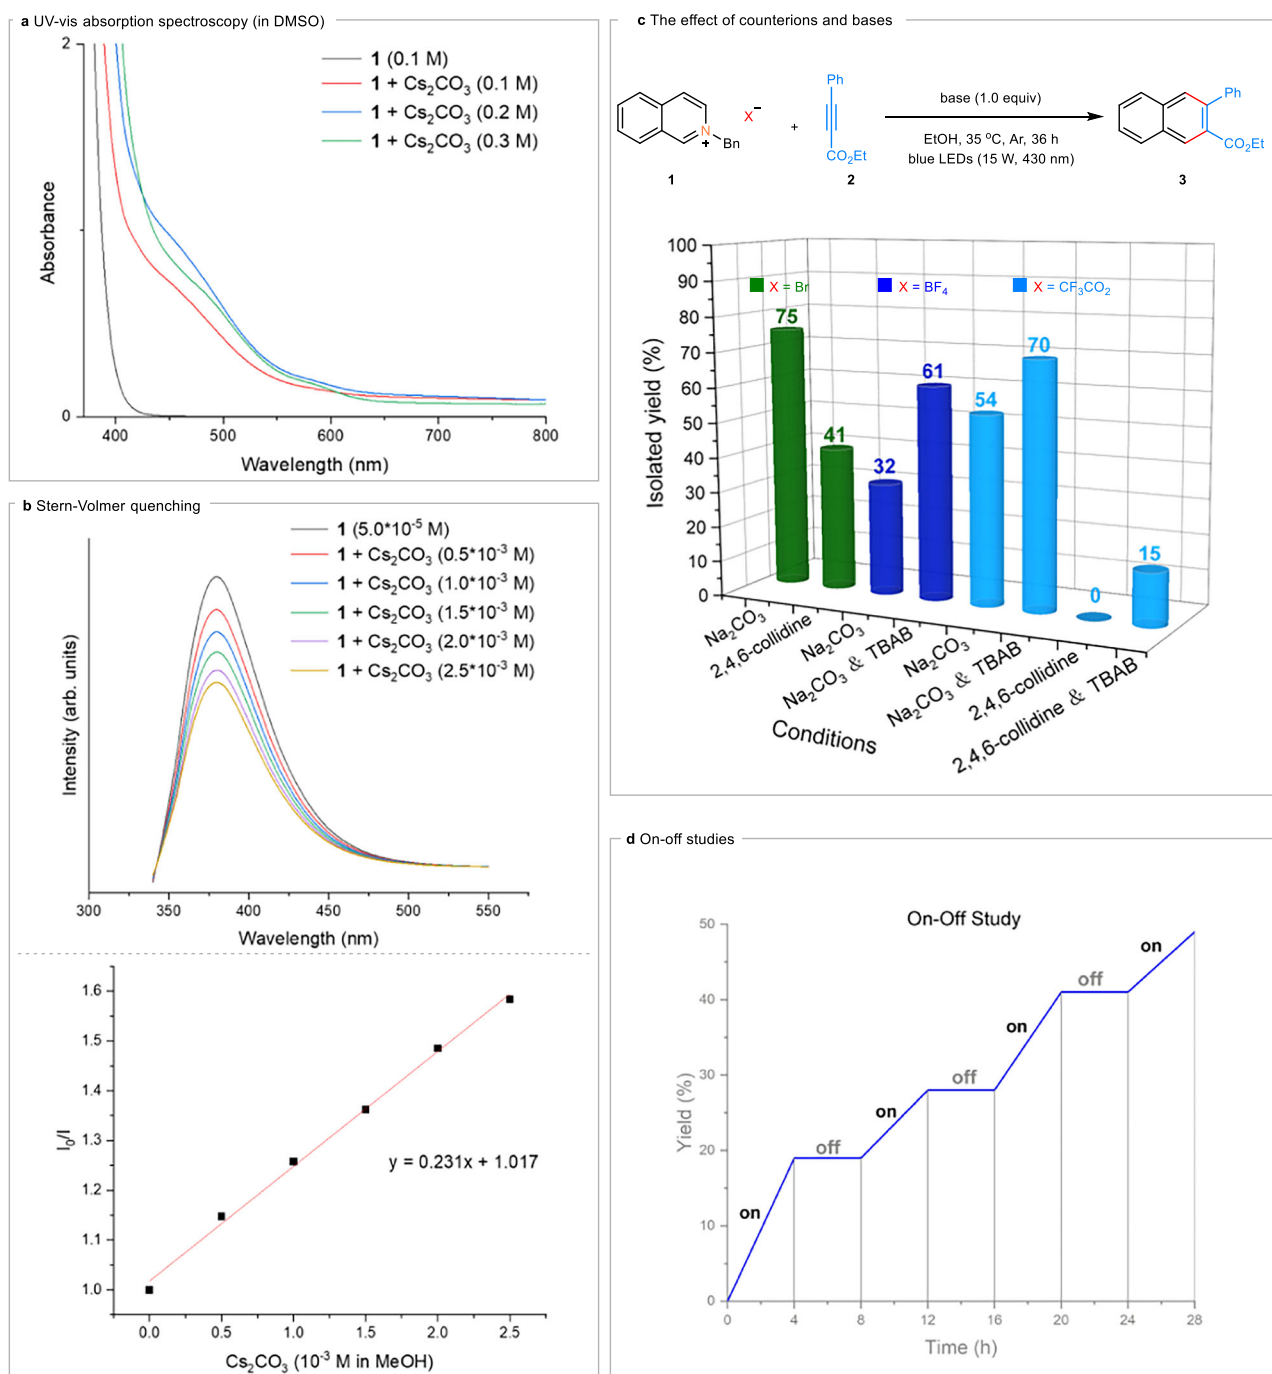 a UV-vis absorption spectroscopy (in DMSO)
2
0
Absorbance
1 (0.1 M)
1 + Cs₂CO₃ (0.1 M)
1 + Cs₂CO₃ (0.2 M)
1 + Cs₂CO₃ (0.3 M)
400 500 600 700 800
Wavelength (nm)
b Stern-Volmer quenching
1 (5.0*10⁻⁵ M)
1 + Cs₂CO₃ (0.5*10⁻³ M)
1 + Cs₂CO₃ (1.0*10⁻³ M)
1 + Cs₂CO₃ (1.5*10⁻³ M)
1 + Cs₂CO₃ (2.0*10⁻³ M)
1 + Cs₂CO₃ (2.5*10⁻³ M)
Intensity (arb. units)
300 350 400 450 500 550
Wavelength (nm)
1.6
1.5
1.4
1.3
1.2
1.1
1.0
I₀/I
y = 0.231x + 1.017
0.0 0.5 1.0 1.5 2.0 2.5
Cs₂CO₃ (10⁻³ M in MeOH)
c The effect of counterions and bases
X⁻
N
+
Bn
1
+
Ph
CO₂Et
2
base (1.0 equiv)
EtOH, 35 °C, Ar, 36 h
blue LEDs (15 W, 430 nm)
Ph
CO₂Et
3
100
90
80
70
60
50
40
30
20
10
0
Isolated yield (%)
X = Br
X = BF₄
X = CF₃CO₂
75
41
32
61
54
70
0
15
Na₂CO₃
2,4,6-collidine
Na₂CO₃
Na₂CO₃ & TBAB
Na₂CO₃
Na₂CO₃ & TBAB
2,4,6-collidine
2,4,6-collidine & TBAB
Conditions
d On-off studies
On-Off Study
50
40
30
20
10
0
Yield (%)
on
off
on
off
on
off
on
0 4 8 12 16 20 24 28
Time (h)